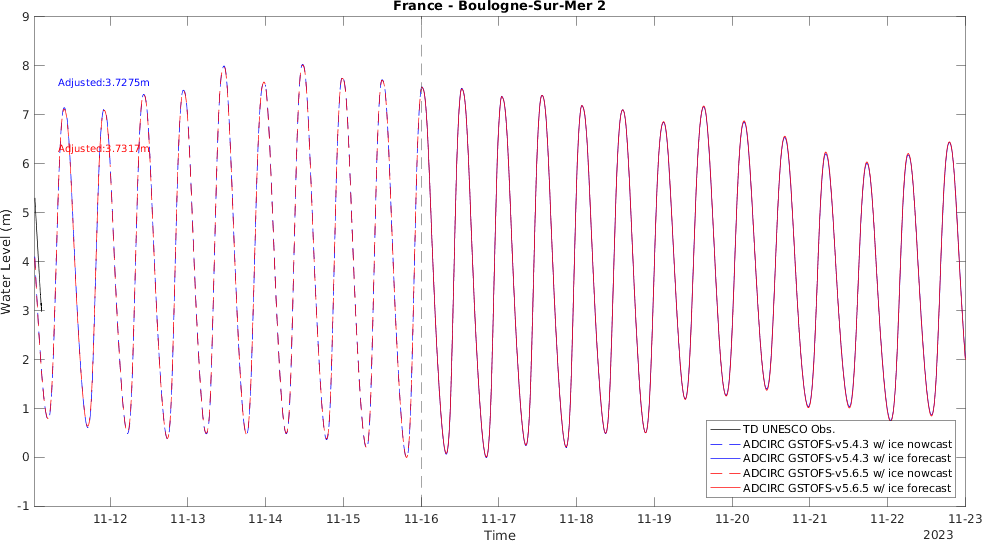 France - Boulogne-Sur-Mer 2
9
8
7
6
5
4
3
2
1
0
-1
Water Level (m)
Adjusted:3.7275m
Adjusted:3.7317m
TD UNESCO Obs.
ADCIRC GSTOFS-v5.4.3 w/ ice nowcast
ADCIRC GSTOFS-v5.4.3 w/ ice forecast
ADCIRC GSTOFS-v5.6.5 w/ ice nowcast
ADCIRC GSTOFS-v5.6.5 w/ ice forecast
11-12 11-13 11-14 11-15 11-16 11-17 11-18 11-19 11-20 11-21 11-22 11-23
Time
2023